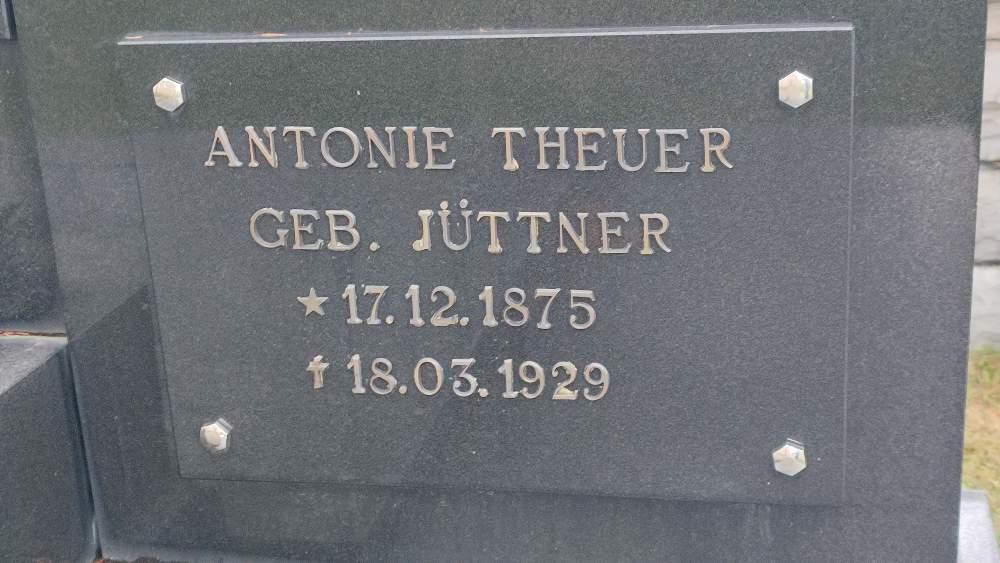 ANTONIE THEUER
GEB. JÜTTNER
★ 17.12.1875
✝ 18.03.1929